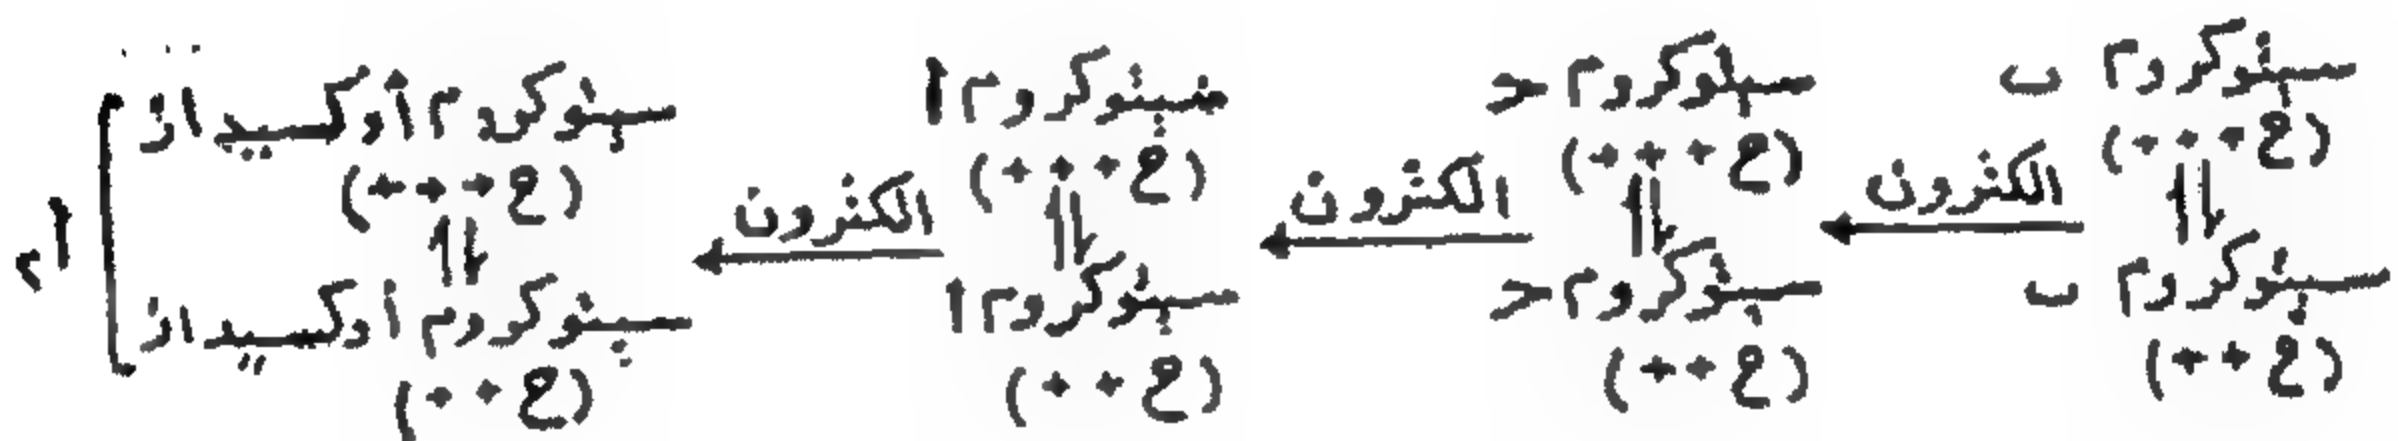 سيتوكروم ب سيتوكروم ح سيتوكروم ا سيتوكروم أوكسيداز
(ح+++) (ح+++) (ح+++) (ح+++)
الكترون الكترون الكترون
أ٢
سيتوكروم ب سيتوكروم ح سيتوكروم ا سيتوكروم أوكسيداز
(ح++) (ح++) (ح++) (ح++)